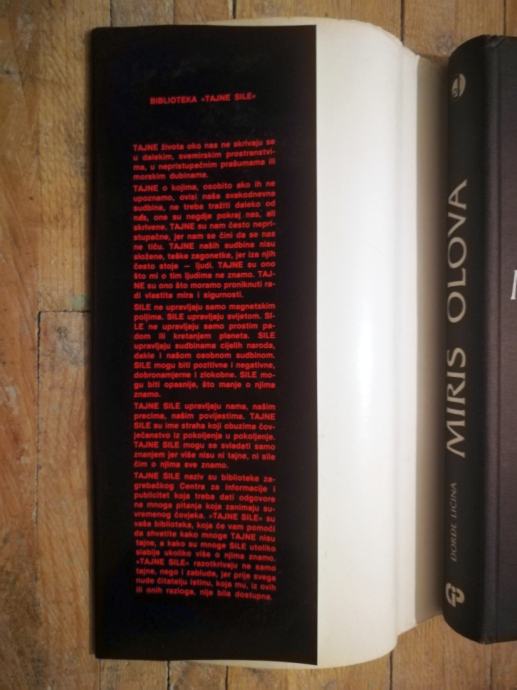 BIBLIOTEKA »TAJNE SILE«
TAJNE života oko nas ne skrivaju se
u dalekim, svemirskim prostranstvi-
ma, u nepristupačnim prašumama ili
morskim dubinama.
TAJNE o kojima, osobito ako ih ne
upoznamo, ovisi naša svakodnevna
sudbina, ne treba tražiti daleko od
nas, one su negdje pokraj nas, ali
skrivene. TAJNE su nam često nepri-
stupačne, jer nam se čini da se nas
ne tiču. TAJNE naših sudbina nisu
složene, teške zagonetke, jer iza njih
često stoje — ljudi. TAJNE su ono
što mi o tim ljudima ne znamo. TAJ-
NE su ono što moramo proniknuti ra-
di vlastita mira i sigurnosti.
SILE ne upravljaju samo magnetskim
poljima. SILE upravljaju svijetom. SI-
LE ne upravljaju samo prostim pa-
dom ili kretanjem planeta. SILE
upravljaju sudbinama cijelih naroda,
dakle i našom osobnom sudbinom.
SILE mogu biti pozitivne i negativne,
dobronamjerne i zlokobne. SILE mo-
gu biti opasnije, što manje o njima
znamo.
TAJNE SILE upravljaju nama, našim
precima, našim povijestima. TAJNE
SILE su ime straha koji obuzima čov-
ječanstvo iz pokoljenja u pokoljenje.
TAJNE SILE mogu se svladati samo
znanjem jer više nisu ni tajne, ni sile
čim o njima sve znamo.
TAJNE SILE naziv su biblioteke za-
grebačkog Centra za informacije i
publicitet koja treba dati odgovore
na mnoga pitanja koja zanimaju su-
vremenog čovjeka. »TAJNE SILE« su
vaša biblioteka, koja će vam pomoći
da shvatite kako mnoge TAJNE nisu
tajne, a kako su mnoge SILE utoliko
slabije ukoliko više o njima znamo.
»TAJNE SILE« razotkrivaju ne samo
tajne, nego i zablude, jer prije svega
nude čitatelju istinu, koja mu, iz ovih
ili onih razloga, nije bila dostupna.
ĐORĐE LIČINA
MIRIS OLOVA